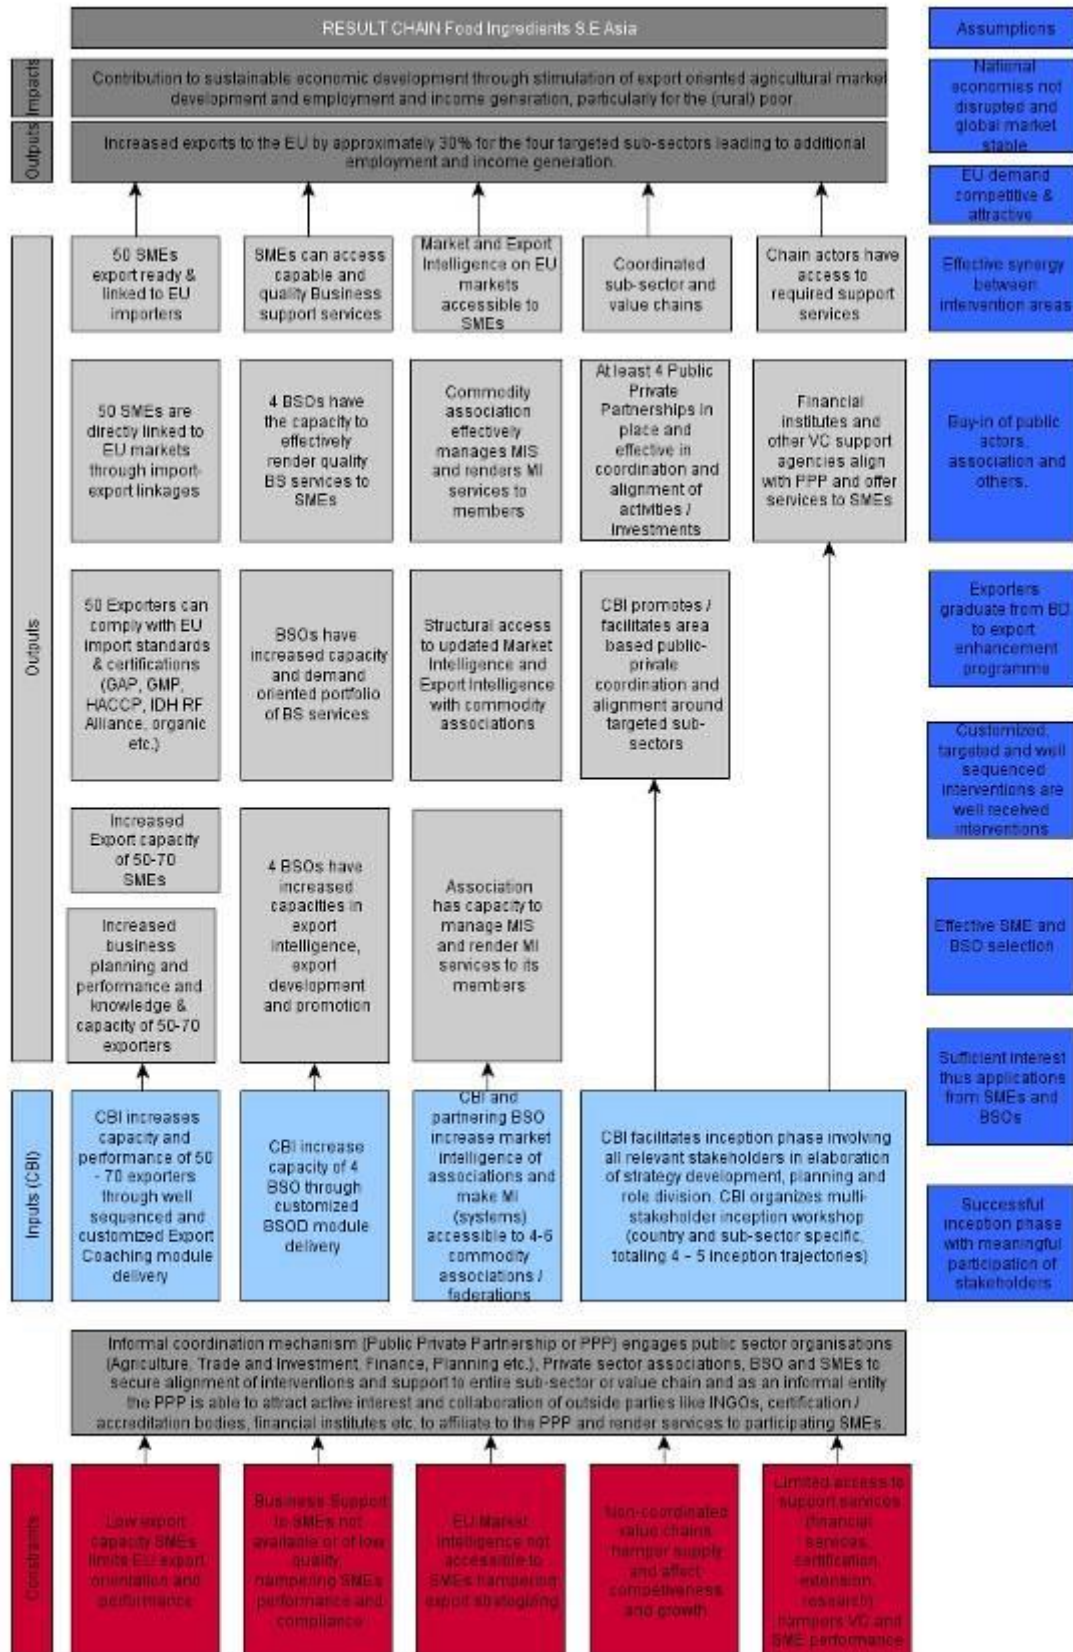 RESULT CHAIN Food Ingredients S.E Asia
Assumptions
Impacts
Contribution to sustainable economic development through stimulation of export oriented agricultural market
development and employment and income generation, particularly for the (rural) poor.
National
economies not
disrupted and
global market
stable
Outputs
Increased exports to the EU by approximately 30% for the four targeted sub-sectors leading to additional
employment and income generation.
EU demand
competitive &
attractive
Outputs
50 SMEs
export ready &
linked to EU
importers
SMEs can access
capable and
quality Business
support services
Market and Export
Intelligence on EU
markets
accessible to
SMEs
Coordinated
sub-sector and
value chains
Chain actors have
access to
required support
services
Effective synergy
between
intervention areas
50 SMEs are
directly linked to
EU markets
through import-
export linkages
4 BSOs have
the capacity to
effectively
render quality
BS services to
SMEs
Commodity
association
effectively
manages MIS
and renders MI
services to
members
At least 4 Public
Private
Partnerships in
place and
effective in
coordination and
alignment of
activities /
Investments
Financial
institutes and
other VC support
agencies align
with PPP and offer
services to SMEs
Buy-in of public
actors,
association and
others.
50 Exporters can
comply with EU
import standards
& certifications
(GAP, GMP,
HACCP, IDH RF
Alliance, organic
etc.)
BSOs have
increased capacity
and demand
oriented portfolio
of BS services
Structural access
to updated Market
Intelligence and
Export Intelligence
with commodity
associations
CBI promotes /
facilitates area
based public-
private
coordination and
alignment around
targeted sub-
sectors
Exporters
graduate from BD
to export
enhancement
programme
Customized,
targeted and well
sequenced
interventions are
well received
interventions
Increased
Export capacity
of 50-70
SMEs
Increased
business
planning and
performance and
knowledge &
capacity of 50-70
exporters
4 BSOs have
increased
capacities in
export
intelligence,
export
development
and promotion
Association
has capacity to
manage MIS
and render MI
services to its
members
Effective SME and
BSO selection
Sufficient interest
thus applications
from SMEs and
BSOs
Inputs (CBI)
CBI increases
capacity and
performance of 50
- 70 exporters
through well
sequenced and
customized Export
Coaching module
delivery
CBI increase
capacity of 4
BSO through
customized
BSOD module
delivery
CBI and
partnering BSO
increase market
intelligence of
associations and
make MI
(systems)
accessible to 4-6
commodity
associations /
federations
CBI facilitates inception phase involving
all relevant stakeholders in elaboration
of strategy development, planning and
role division. CBI organizes multi-
stakeholder inception workshop
(country and sub-sector specific,
totaling 4 – 5 inception trajectories)
Successful
inception phase
with meaningful
participation of
stakeholders
Informal coordination mechanism (Public Private Partnership or PPP) engages public sector organisations
(Agriculture, Trade and Investment, Finance, Planning etc.), Private sector associations, BSO and SMEs to
secure alignment of interventions and support to entire sub-sector or value chain and as an informal entity
the PPP is able to attract active interest and collaboration of outside parties like INGOs, certification /
accreditation bodies, financial institutes etc. to affiliate to the PPP and render services to participating SMEs.
Constraints
Low export
capacity SMEs
limits EU export
orientation and
performance
Business Support
to SMEs not
available or of low
quality,
hampering SMEs
performance and
compliance
EU Market
intelligence not
accessible to
SMEs hampering
export strategising
Non-coordinated
value chains
hamper supply
and affect
competiveness
and growth
Limited access to
support services
(financial
services,
certification,
extension,
research)
hampers VC and
SME performance